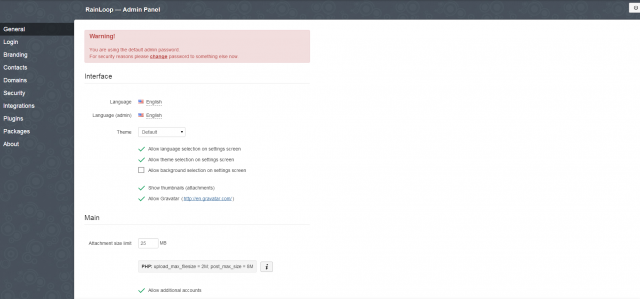 RainLoop — Admin Panel
General
Login
Branding
Contacts
Domains
Security
Integrations
Plugins
Packages
About
Warning!
You are using the default admin password
For security reasons please change password to something else now.
Interface
Language English
Language (admin) English
Theme Default
Allow language selection on settings screen
Allow theme selection on settings screen
Allow background selection on settings screen
Show thumbnails (attachments)
Allow Gravatar ( http://en.gravatar.com/ )
Main
Attachment size limit MB
PHP: upload_max_filesize = 2M; post_max_size = 8M
i
Allow additional accounts